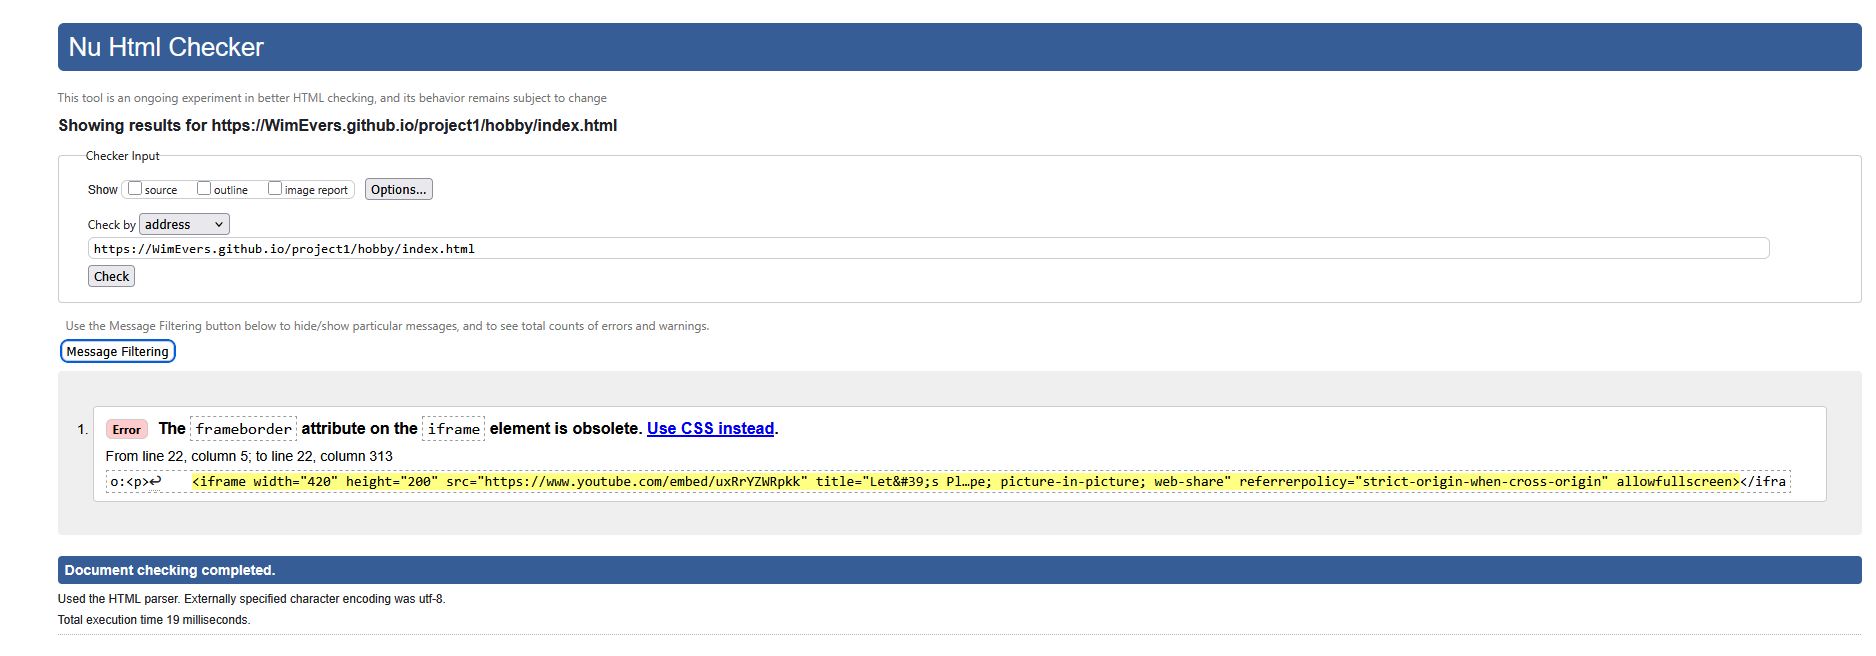 Nu Html Checker
This tool is an ongoing experiment in better HTML checking, and its behavior remains subject to change
Showing results for https://WimEvers.github.io/project1/hobby/index.html
Checker Input
Show source outline image report Options...
Check by address
https://WimEvers.github.io/project1/hobby/index.html
Check
Use the Message Filtering button below to hide/show particular messages, and to see total counts of errors and warnings.
Message Filtering
1. Error The frameborder attribute on the iframe element is obsolete. Use CSS instead.
From line 22, column 5; to line 22, column 313
o:<p>↩ <iframe width="420" height="200" src="https://www.youtube.com/embed/uxRrYZWRpkk" title="Let&#39;s Pl…pe; picture-in-picture; web-share" referrerpolicy="strict-origin-when-cross-origin" allowfullscreen></ifra
Document checking completed.
Used the HTML parser. Externally specified character encoding was utf-8.
Total execution time 19 milliseconds.